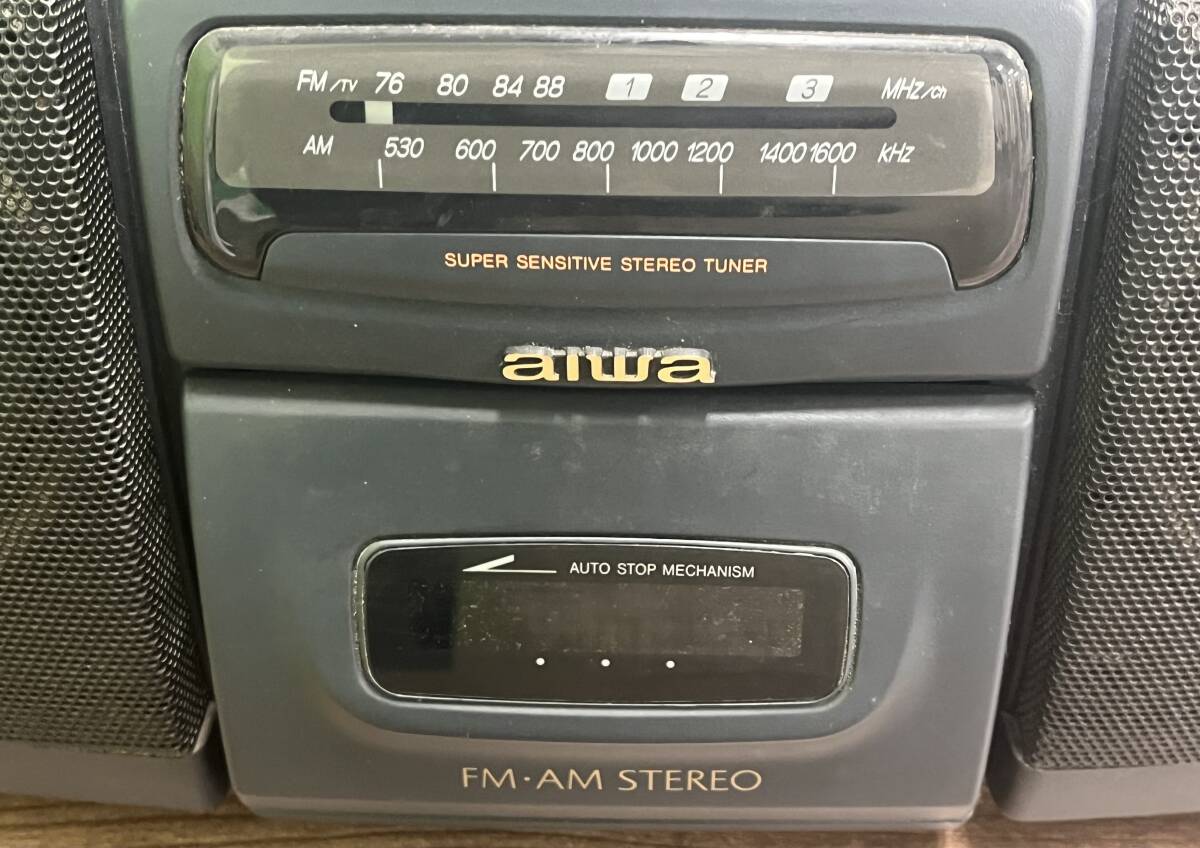 FM/TV 76 80 84 88 1 2 3 MHz/ch
AM 530 600 700 800 1000 1200 1400 1600 kHz
SUPER SENSITIVE STEREO TUNER
aiwa
AUTO STOP MECHANISM
FM·AM STEREO